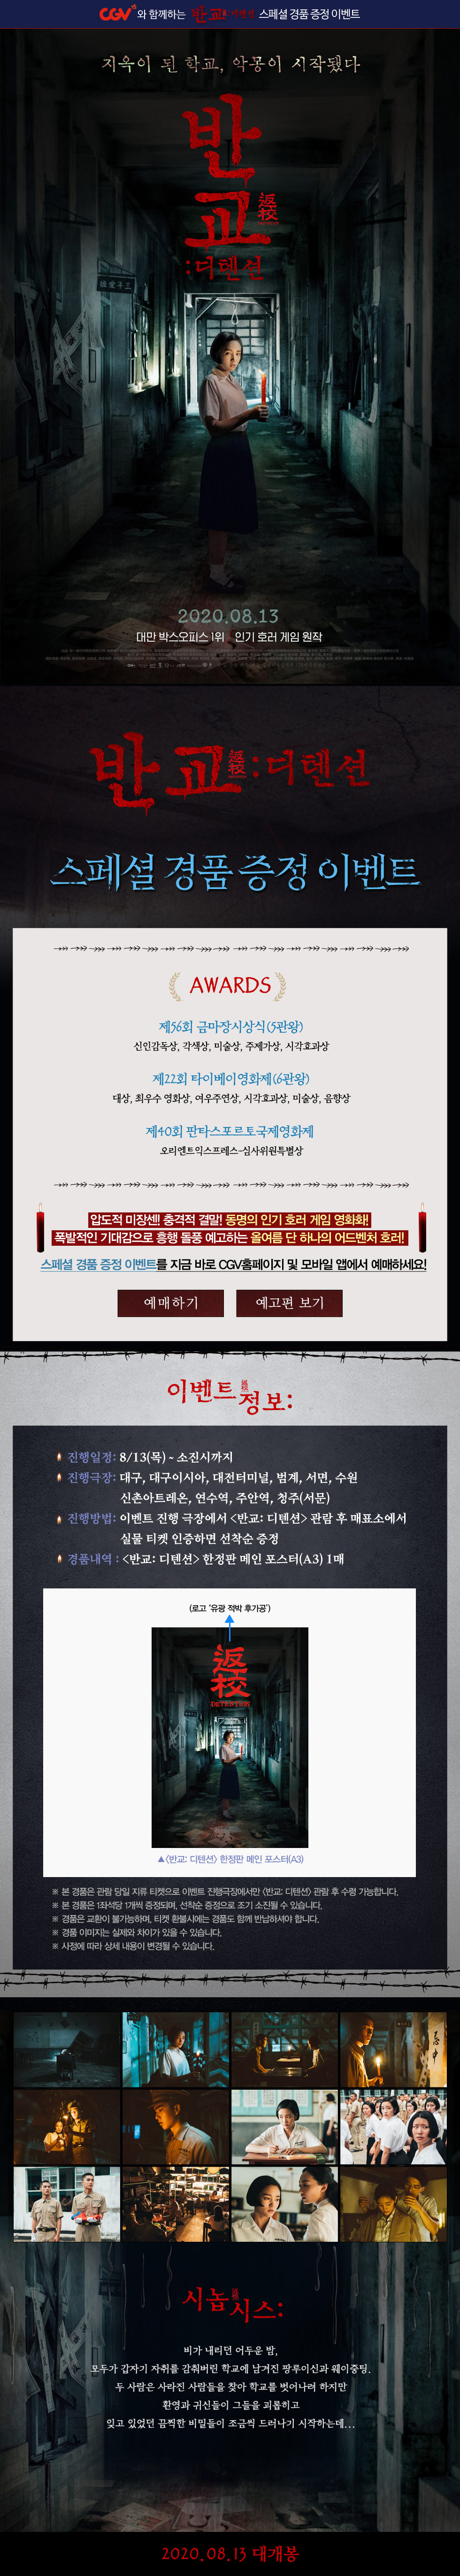 CGV와 함께하는 반교: 디텐션 스페셜 경품 증정 이벤트
지옥이 된 학교, 악몽이 시작됐다
반
교
返校
:디텐션
2020.08.13
대만 박스오피스 1위 인기 호러 게임 원작
반교 返校 :디텐션
스페셜 경품 증정 이벤트
AWARDS
제56회 금마장시상식(5관왕)
신인감독상, 각색상, 미술상, 주제가상, 시각효과상
제22회 타이베이영화제(6관왕)
대상, 최우수 영화상, 여우주연상, 시각효과상, 미술상, 음향상
제40회 판타스포르토국제영화제
오리엔트익스프레스-심사위원특별상
압도적 미장센! 충격적 결말! 동명의 인기 호러 게임 영화화!
폭발적인 기대감으로 흥행 돌풍 예고하는 올여름 단 하나의 어드벤처 호러!
스페셜 경품 증정 이벤트를 지금 바로 CGV홈페이지 및 모바일 앱에서 예매하세요!
예매하기 예고편 보기
이벤트 返校 정보:
진행일정: 8/13(목) ~ 소진시까지
진행극장: 대구, 대구이시아, 대전터미널, 범계, 서면, 수원
신촌아트레온, 연수역, 주안역, 청주(서문)
진행방법: 이벤트 진행 극장에서 <반교: 디텐션> 관람 후 매표소에서
실물 티켓 인증하면 선착순 증정
경품내역 : <반교: 디텐션> 한정판 메인 포스터(A3) 1매
(로고 '유광 적박 후가공')
返校
DETENTION
▲<반교: 디텐션> 한정판 메인 포스터(A3)
※ 본 경품은 관람 당일 지류 티켓으로 이벤트 진행극장에서만 <반교: 디텐션> 관람 후 수령 가능합니다.
※ 본 경품은 1좌석당 1개씩 증정되며, 선착순 증정으로 조기 소진될 수 있습니다.
※ 경품은 교환이 불가능하며, 티켓 환불시에는 경품도 함께 반납하셔야 합니다.
※ 경품 이미지는 실제와 차이가 있을 수 있습니다.
※ 사정에 따라 상세 내용이 변경될 수 있습니다.
시놉 返校 시스:
비가 내리던 어두운 밤,
모두가 갑자기 자취를 감춰버린 학교에 남겨진 팡루이신과 웨이중팅.
두 사람은 사라진 사람들을 찾아 학교를 벗어나려 하지만
환영과 귀신들이 그들을 괴롭히고
잊고 있었던 끔찍한 비밀들이 조금씩 드러나기 시작하는데...
2020.08.13 대개봉